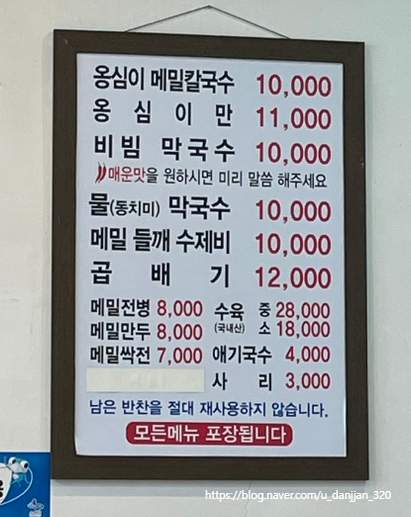 옹심이 메밀칼국수 10,000
옹심이만 11,000
비빔 막국수 10,000
매운맛을 원하시면 미리 말씀 해주세요
물(동치미) 막국수 10,000
메밀 들깨 수제비 10,000
곱배기 12,000
메밀전병 8,000 수육 중 28,000
메밀만두 8,000 (국내산) 소 18,000
메밀싹전 7,000 애기국수 4,000
사리 3,000
남은 반찬을 절대 재사용하지 않습니다.
모든메뉴 포장됩니다
https://blog.naver.com/u_danjjan_320